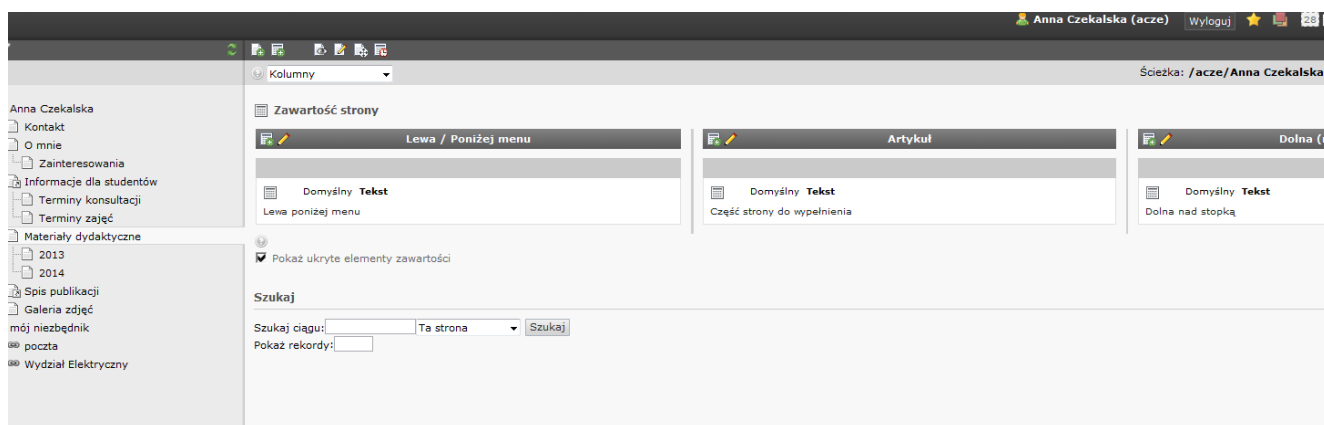 Anna Czekalska (acze) Wyloguj 28
Kolumny Ścieżka: /acze/Anna Czekalska
Anna Czekalska
Kontakt
O mnie
Zainteresowania
Informacje dla studentów
Terminy konsultacji
Terminy zajęć
Materiały dydaktyczne
2013
2014
Spis publikacji
Galeria zdjęć
mój niezbędnik
poczta
Wydział Elektryczny
Zawartość strony
Lewa / Poniżej menu
Domyślny Tekst
Lewa poniżej menu
Artykuł
Domyślny Tekst
Część strony do wypełnienia
Dolna (
Domyślny Tekst
Dolna nad stopką
Pokaż ukryte elementy zawartości
Szukaj
Szukaj ciągu: Ta strona Szukaj
Pokaż rekordy: